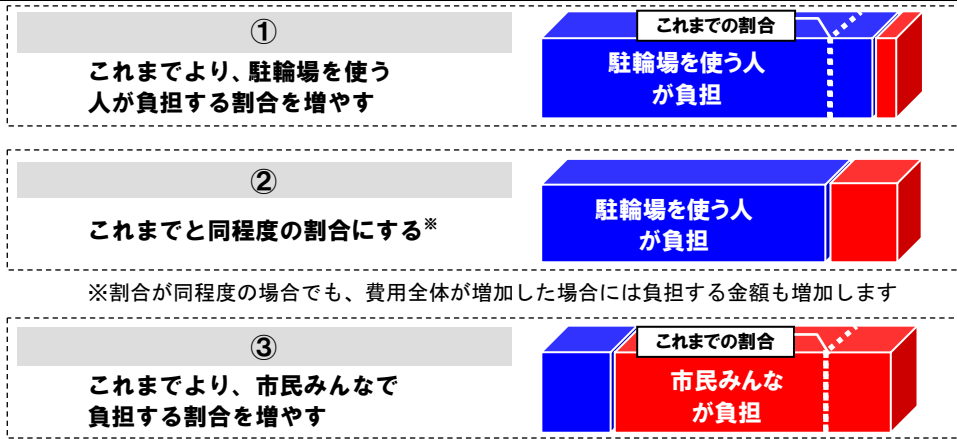 ①
これまでより、駐輪場を使う
人が負担する割合を増やす
これまでの割合
駐輪場を使う人
が負担
②
これまでと同程度の割合にする※
駐輪場を使う人
が負担
※割合が同程度の場合でも、費用全体が増加した場合には負担する金額も増加します
③
これまでより、市民みんなで
負担する割合を増やす
これまでの割合
市民みんな
が負担